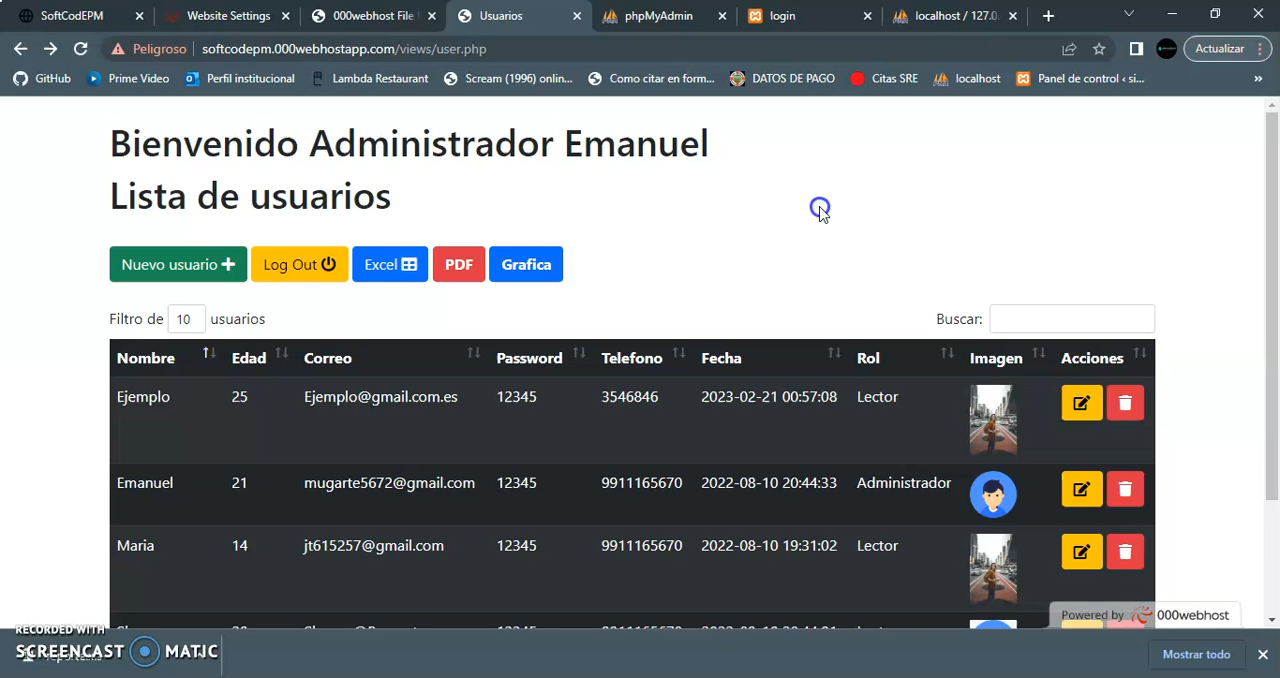 SoftCodEPM
Website Settings
000webhost File
Usuarios
phpMyAdmin
login
localhost / 127.0.
Peligroso
softcodepm.000webhostapp.com/views/user.php
Actualizar
GitHub
Prime Video
Perfil institucional
Lambda Restaurant
Scream (1996) onlin...
Como citar en form...
DATOS DE PAGO
Citas SRE
localhost
Panel de control ‹ si...
Bienvenido Administrador Emanuel
Lista de usuarios
Nuevo usuario
Log Out
Excel
PDF
Grafica
Filtro de 10 usuarios
Buscar:
Nombre Edad Correo Password Telefono Fecha Rol Imagen Acciones
Ejemplo 25 Ejemplo@gmail.com.es 12345 3546846 2023-02-21 00:57:08 Lector
Emanuel 21 mugarte5672@gmail.com 12345 9911165670 2022-08-10 20:44:33 Administrador
Maria 14 jt615257@gmail.com 12345 9911165670 2022-08-10 19:31:02 Lector
Powered by 000webhost
RECORDED WITH
SCREENCAST MATIC
Mostrar todo